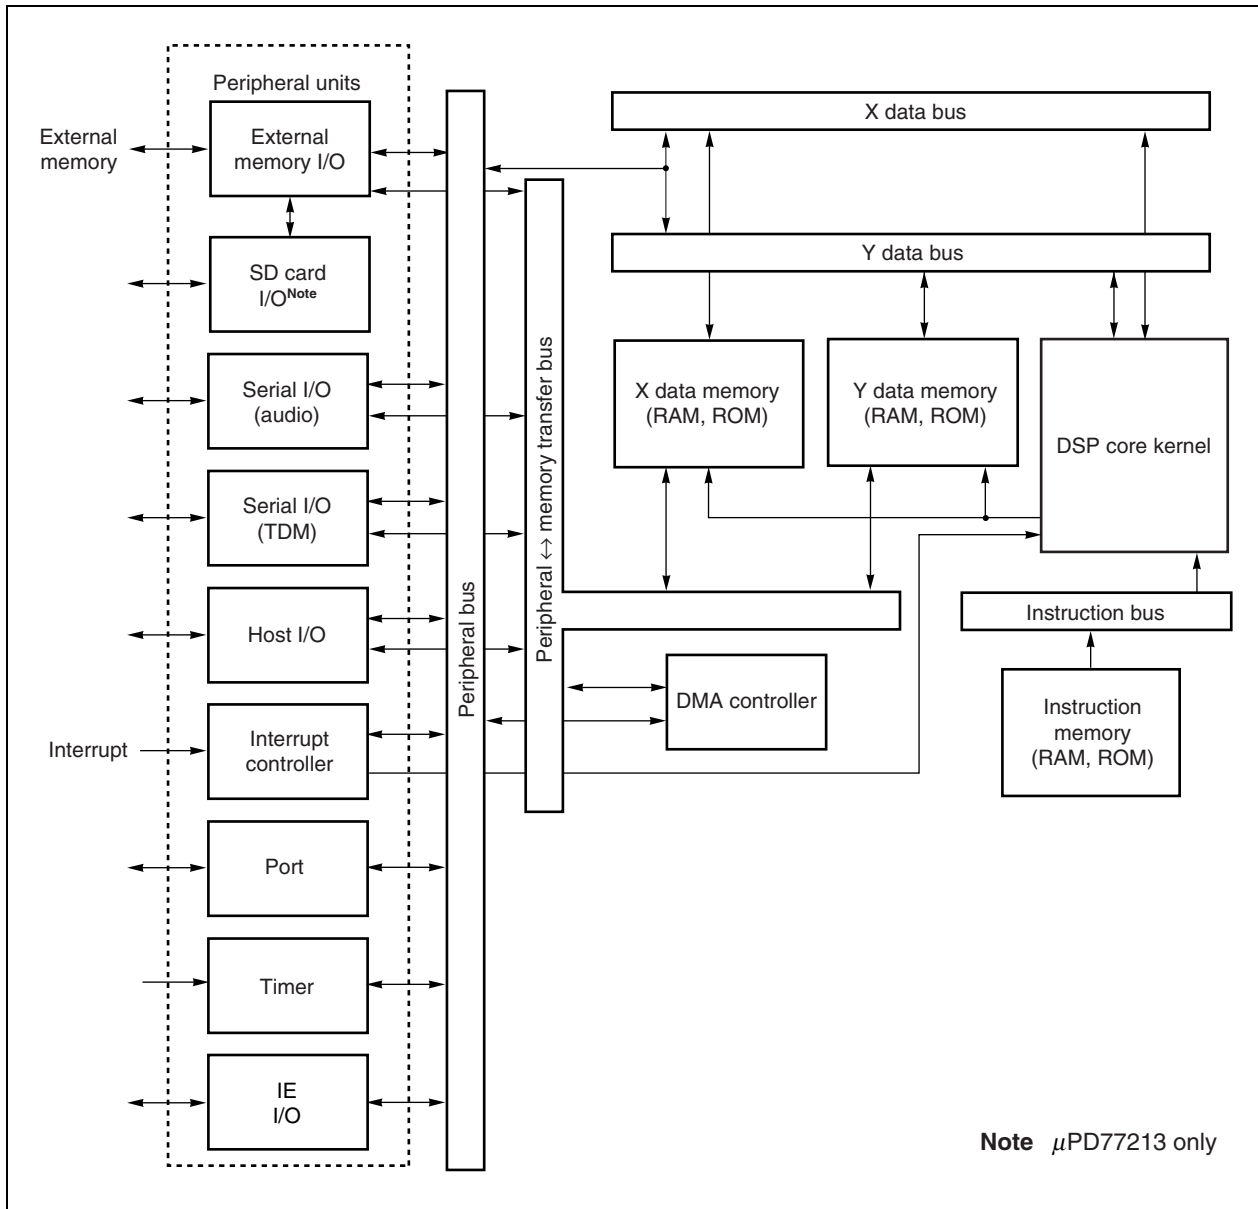 Peripheral units
External
memory
External
memory I/O
SD card
I/ONote
Serial I/O
(audio)
Serial I/O
(TDM)
Host I/O
Interrupt
Interrupt
controller
Port
Timer
IE
I/O
Peripheral bus
Peripheral ↔ memory transfer bus
X data bus
Y data bus
X data memory
(RAM, ROM)
Y data memory
(RAM, ROM)
DSP core kernel
Instruction bus
DMA controller
Instruction
memory
(RAM, ROM)
Note μPD77213 only